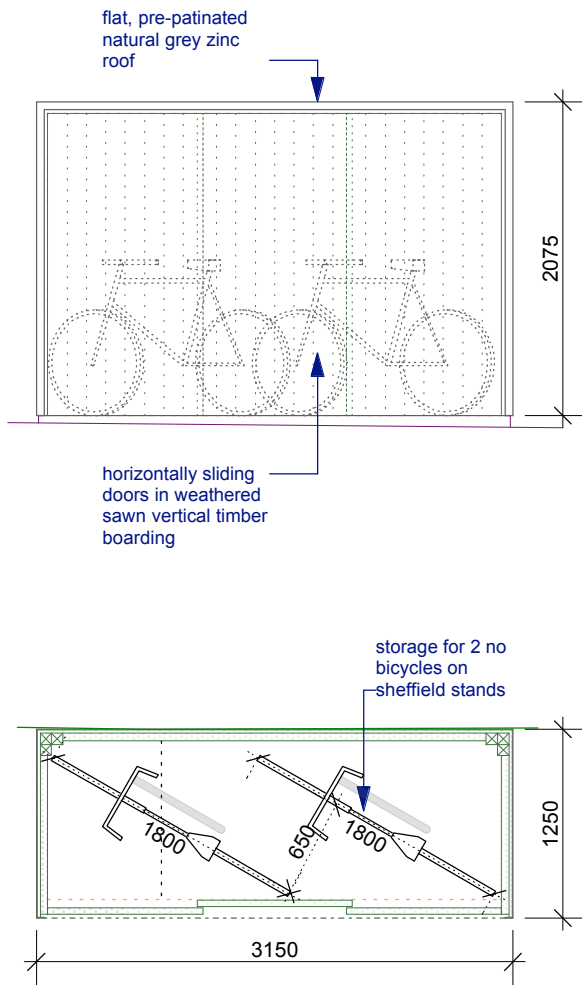 flat, pre-patinated
natural grey zinc
roof
2075
horizontally sliding
doors in weathered
sawn vertical timber
boarding
storage for 2 no
bicycles on
sheffield stands
1800
650
1800
1250
3150